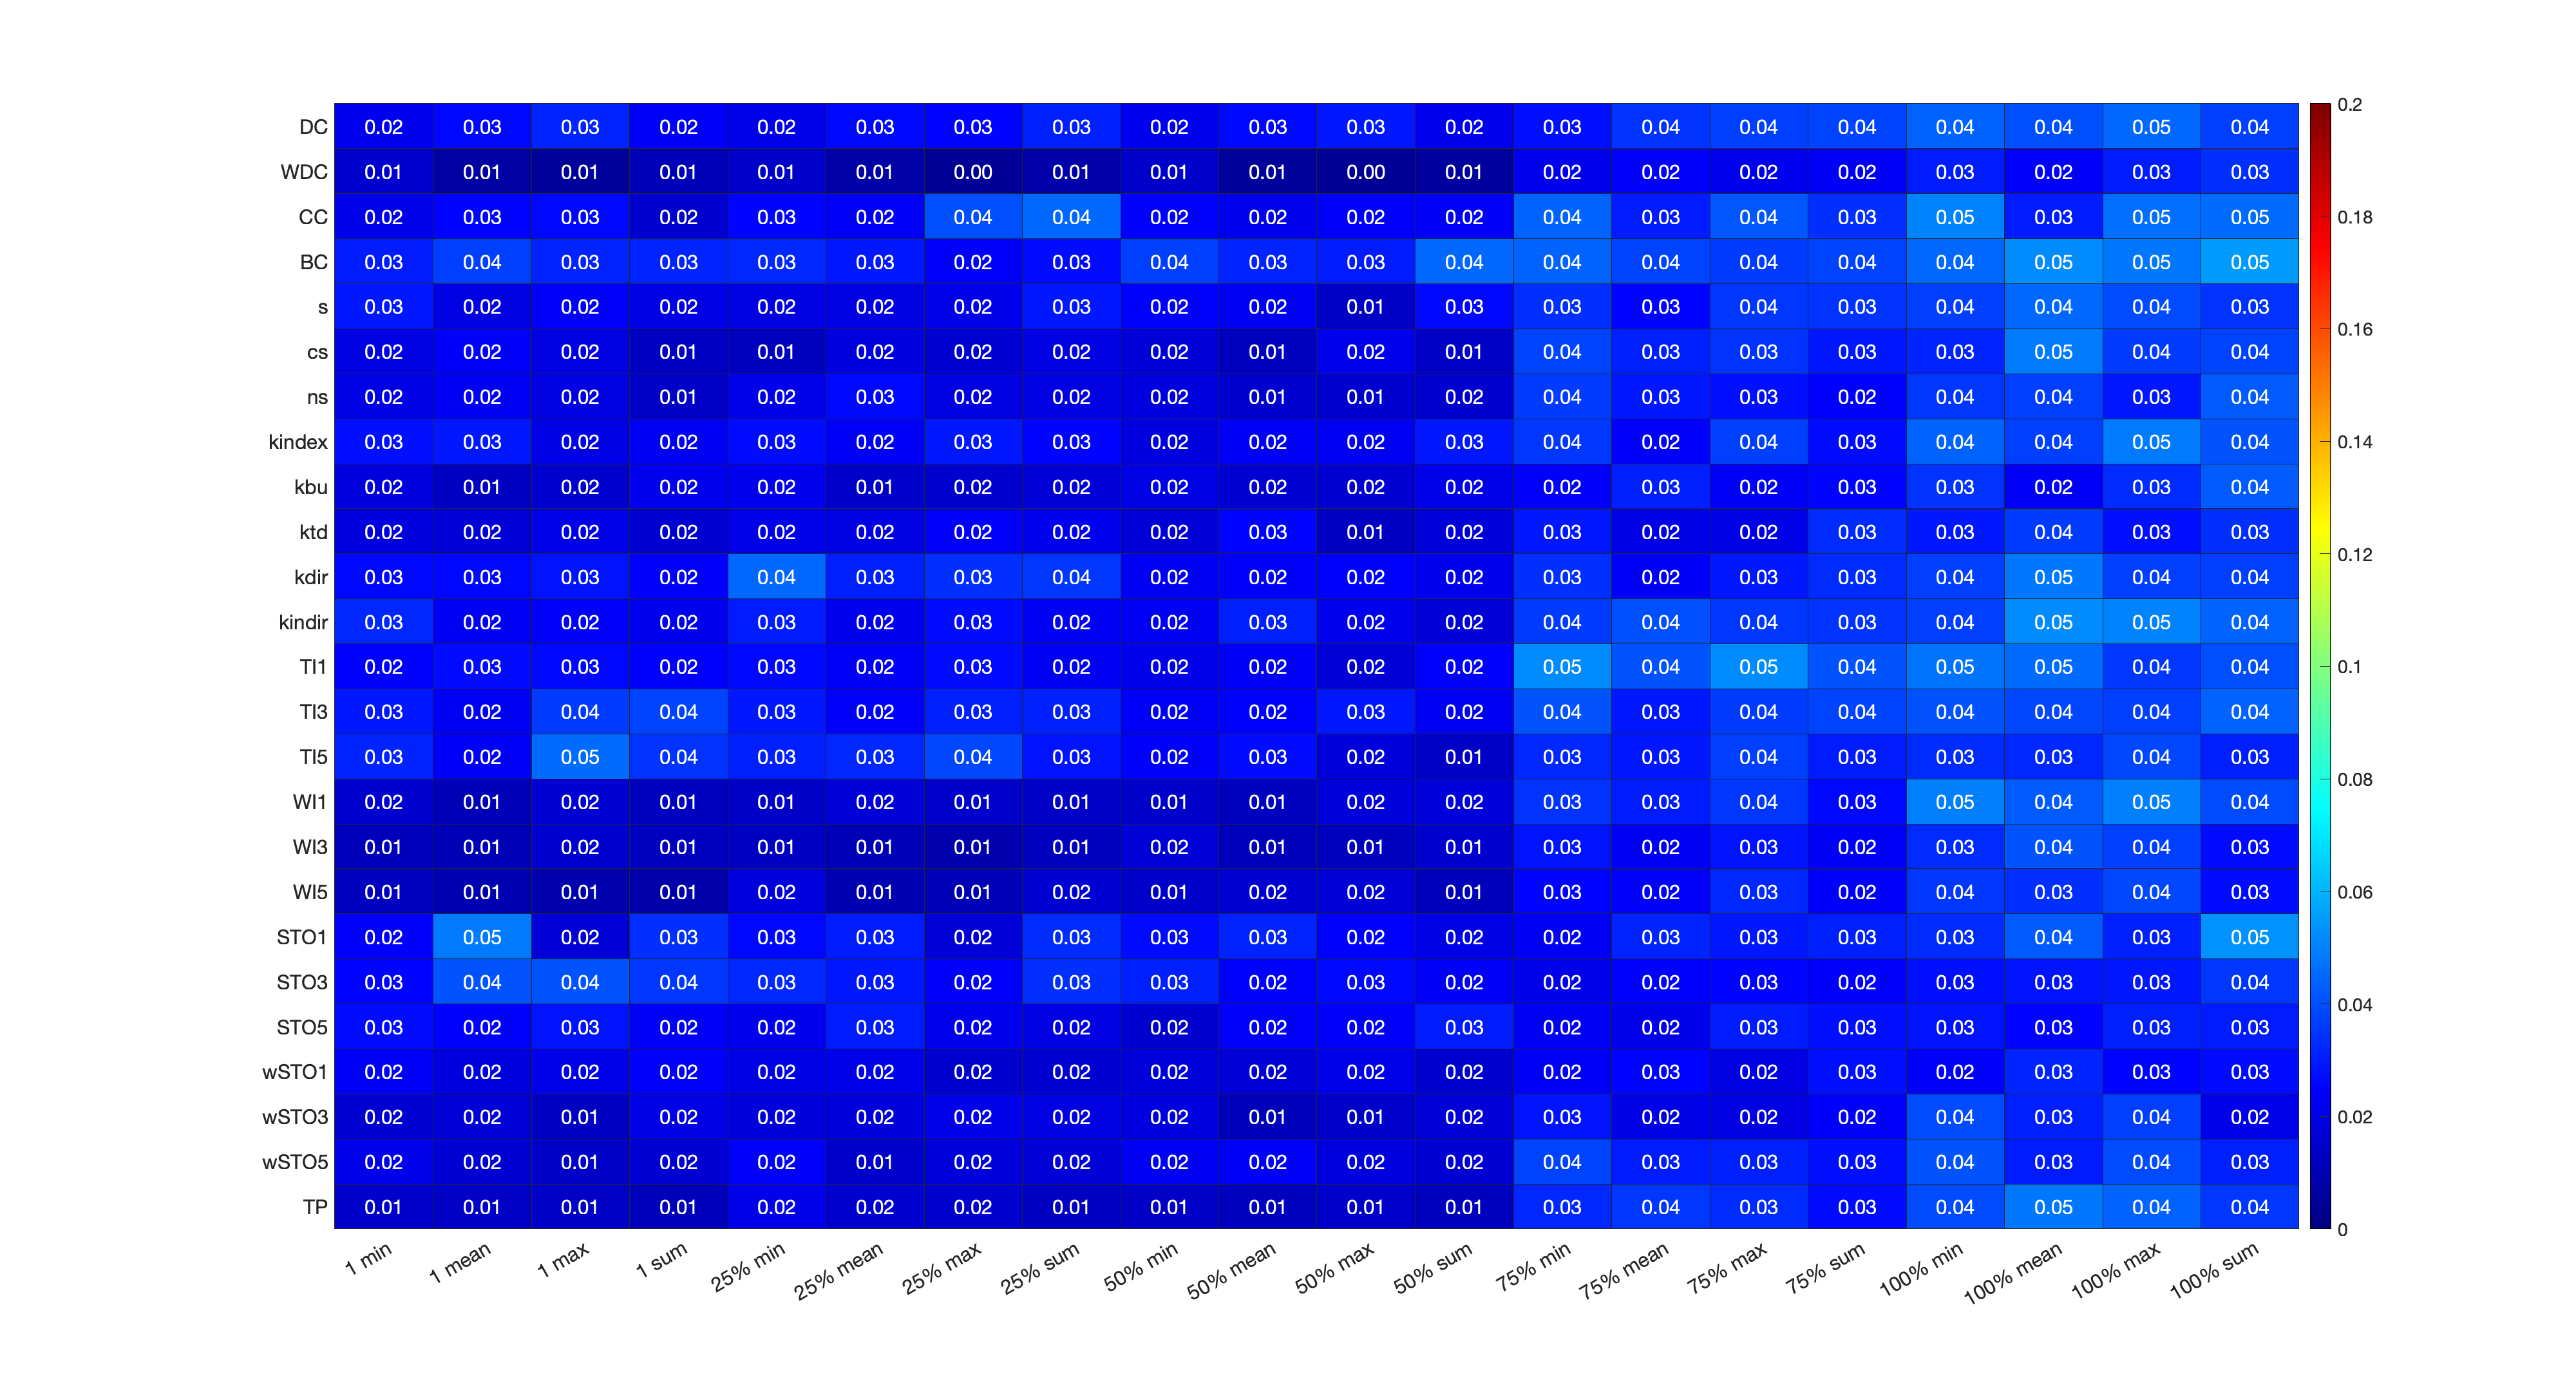 DC 0.02 0.03 0.03 0.02 0.02 0.03 0.03 0.03 0.02 0.03 0.03 0.02 0.03 0.04 0.04 0.04 0.04 0.04 0.05 0.04
WDC 0.01 0.01 0.01 0.01 0.01 0.01 0.00 0.01 0.01 0.01 0.00 0.01 0.02 0.02 0.02 0.02 0.03 0.02 0.03 0.03
CC 0.02 0.03 0.03 0.02 0.03 0.02 0.04 0.04 0.02 0.02 0.02 0.02 0.04 0.03 0.04 0.03 0.05 0.03 0.05 0.05
BC 0.03 0.04 0.03 0.03 0.03 0.03 0.02 0.03 0.04 0.03 0.03 0.04 0.04 0.04 0.04 0.04 0.04 0.05 0.05 0.05
s 0.03 0.02 0.02 0.02 0.02 0.02 0.02 0.03 0.02 0.02 0.01 0.03 0.03 0.03 0.04 0.03 0.04 0.04 0.04 0.03
cs 0.02 0.02 0.02 0.01 0.01 0.02 0.02 0.02 0.02 0.01 0.02 0.01 0.04 0.03 0.03 0.03 0.03 0.05 0.04 0.04
ns 0.02 0.02 0.02 0.01 0.02 0.03 0.02 0.02 0.02 0.01 0.01 0.02 0.04 0.03 0.03 0.02 0.04 0.04 0.03 0.04
kindex 0.03 0.03 0.02 0.02 0.03 0.02 0.03 0.03 0.02 0.02 0.02 0.03 0.04 0.02 0.04 0.03 0.04 0.04 0.05 0.04
kbu 0.02 0.01 0.02 0.02 0.02 0.01 0.02 0.02 0.02 0.02 0.02 0.02 0.02 0.03 0.02 0.03 0.03 0.02 0.03 0.04
ktd 0.02 0.02 0.02 0.02 0.02 0.02 0.02 0.02 0.02 0.03 0.01 0.02 0.03 0.02 0.02 0.03 0.03 0.04 0.03 0.03
kdir 0.03 0.03 0.03 0.02 0.04 0.03 0.03 0.04 0.02 0.02 0.02 0.02 0.03 0.02 0.03 0.03 0.04 0.05 0.04 0.04
kindir 0.03 0.02 0.02 0.02 0.03 0.02 0.03 0.02 0.02 0.03 0.02 0.02 0.04 0.04 0.04 0.03 0.04 0.05 0.05 0.04
TI1 0.02 0.03 0.03 0.02 0.03 0.02 0.03 0.02 0.02 0.02 0.02 0.02 0.05 0.04 0.05 0.04 0.05 0.05 0.04 0.04
TI3 0.03 0.02 0.04 0.04 0.03 0.02 0.03 0.03 0.02 0.02 0.03 0.02 0.04 0.03 0.04 0.04 0.04 0.04 0.04 0.04
TI5 0.03 0.02 0.05 0.04 0.03 0.03 0.04 0.03 0.02 0.03 0.02 0.01 0.03 0.03 0.04 0.03 0.03 0.03 0.04 0.03
WI1 0.02 0.01 0.02 0.01 0.01 0.02 0.01 0.01 0.01 0.01 0.02 0.02 0.03 0.03 0.04 0.03 0.05 0.04 0.05 0.04
WI3 0.01 0.01 0.02 0.01 0.01 0.01 0.01 0.01 0.02 0.01 0.01 0.01 0.03 0.02 0.03 0.02 0.03 0.04 0.04 0.03
WI5 0.01 0.01 0.01 0.01 0.02 0.01 0.01 0.02 0.01 0.02 0.02 0.01 0.03 0.02 0.03 0.02 0.04 0.03 0.04 0.03
STO1 0.02 0.05 0.02 0.03 0.03 0.03 0.02 0.03 0.03 0.03 0.02 0.02 0.02 0.03 0.03 0.03 0.03 0.04 0.03 0.05
STO3 0.03 0.04 0.04 0.04 0.03 0.03 0.02 0.03 0.03 0.02 0.03 0.02 0.02 0.02 0.03 0.02 0.03 0.03 0.03 0.04
STO5 0.03 0.02 0.03 0.02 0.02 0.03 0.02 0.02 0.02 0.02 0.02 0.03 0.02 0.02 0.03 0.03 0.03 0.03 0.03 0.03
wSTO1 0.02 0.02 0.02 0.02 0.02 0.02 0.02 0.02 0.02 0.02 0.02 0.02 0.02 0.03 0.02 0.03 0.02 0.03 0.03 0.03
wSTO3 0.02 0.02 0.01 0.02 0.02 0.02 0.02 0.02 0.02 0.01 0.01 0.02 0.03 0.02 0.02 0.02 0.04 0.03 0.04 0.02
wSTO5 0.02 0.02 0.01 0.02 0.02 0.01 0.02 0.02 0.02 0.02 0.02 0.02 0.04 0.03 0.03 0.03 0.04 0.03 0.04 0.03
TP 0.01 0.01 0.01 0.01 0.02 0.02 0.02 0.01 0.01 0.01 0.01 0.01 0.03 0.04 0.03 0.03 0.04 0.05 0.04 0.04
1 min 1 mean 1 max 1 sum 25% min 25% mean 25% max 25% sum 50% min 50% mean 50% max 50% sum 75% min 75% mean 75% max 75% sum 100% min 100% mean 100% max 100% sum
0.2
0.18
0.16
0.14
0.12
0.1
0.08
0.06
0.04
0.02
0